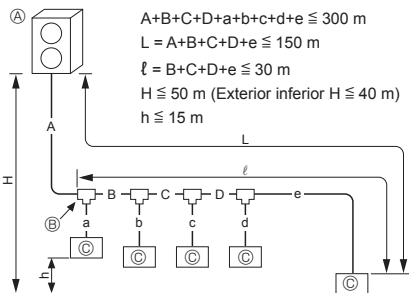 Ⓐ
A+B+C+D+a+b+c+d+e ≦ 300 m
L = A+B+C+D+e ≦ 150 m
ℓ = B+C+D+e ≦ 30 m
H ≦ 50 m (Exterior inferior H ≦ 40 m)
h ≦ 15 m
A
L
H
ℓ
B C D e
Ⓑ
a b c d
Ⓒ
Ⓒ Ⓒ Ⓒ
h
Ⓒ